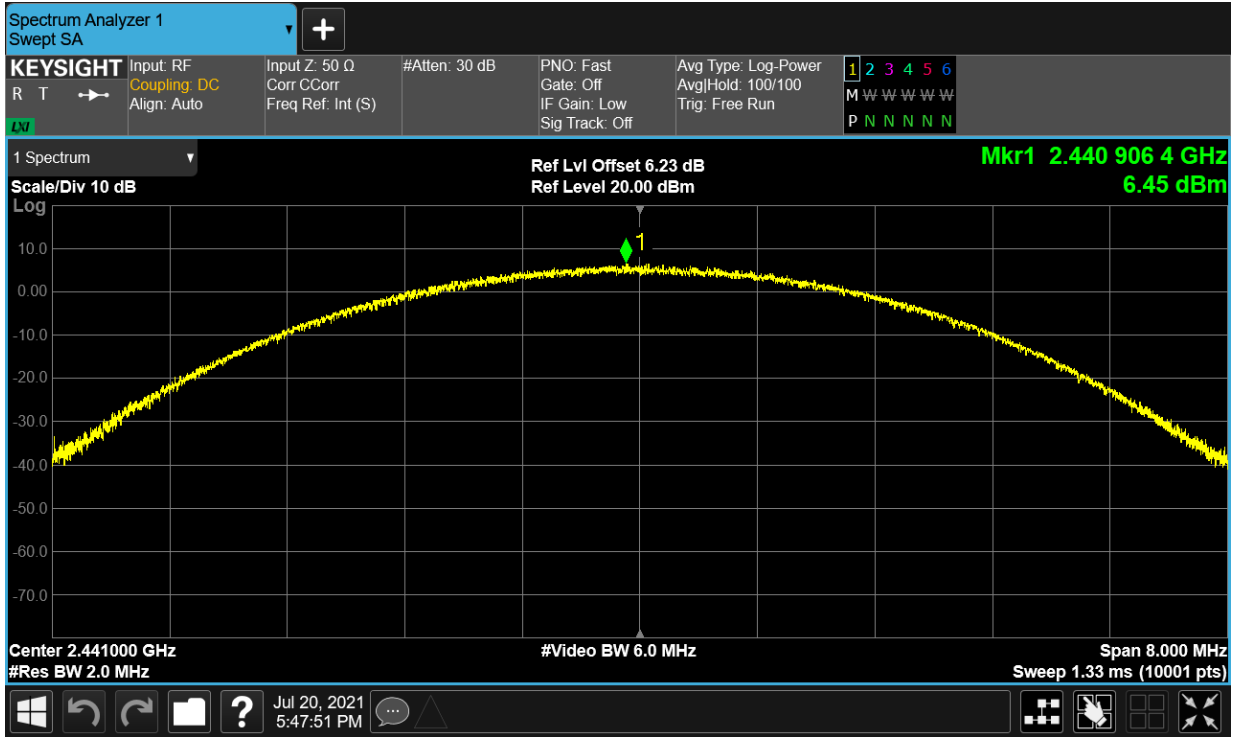 Spectrum Analyzer 1
Swept SA
KEYSIGHT
R T
LXI
Input: RF
Coupling: DC
Align: Auto
Input Z: 50 Ω
Corr CCorr
Freq Ref: Int (S)
#Atten: 30 dB
PNO: Fast
Gate: Off
IF Gain: Low
Sig Track: Off
Avg Type: Log-Power
Avg|Hold: 100/100
Trig: Free Run
1 2 3 4 5 6
M W W W W W
P N N N N N
1 Spectrum
Scale/Div 10 dB
Ref Lvl Offset 6.23 dB
Ref Level 20.00 dBm
Mkr1 2.440 906 4 GHz
6.45 dBm
Log
1
10.0
0.00
-10.0
-20.0
-30.0
-40.0
-50.0
-60.0
-70.0
Center 2.441000 GHz
#Video BW 6.0 MHz
Span 8.000 MHz
#Res BW 2.0 MHz
Sweep 1.33 ms (10001 pts)
?
Jul 20, 2021
5:47:51 PM